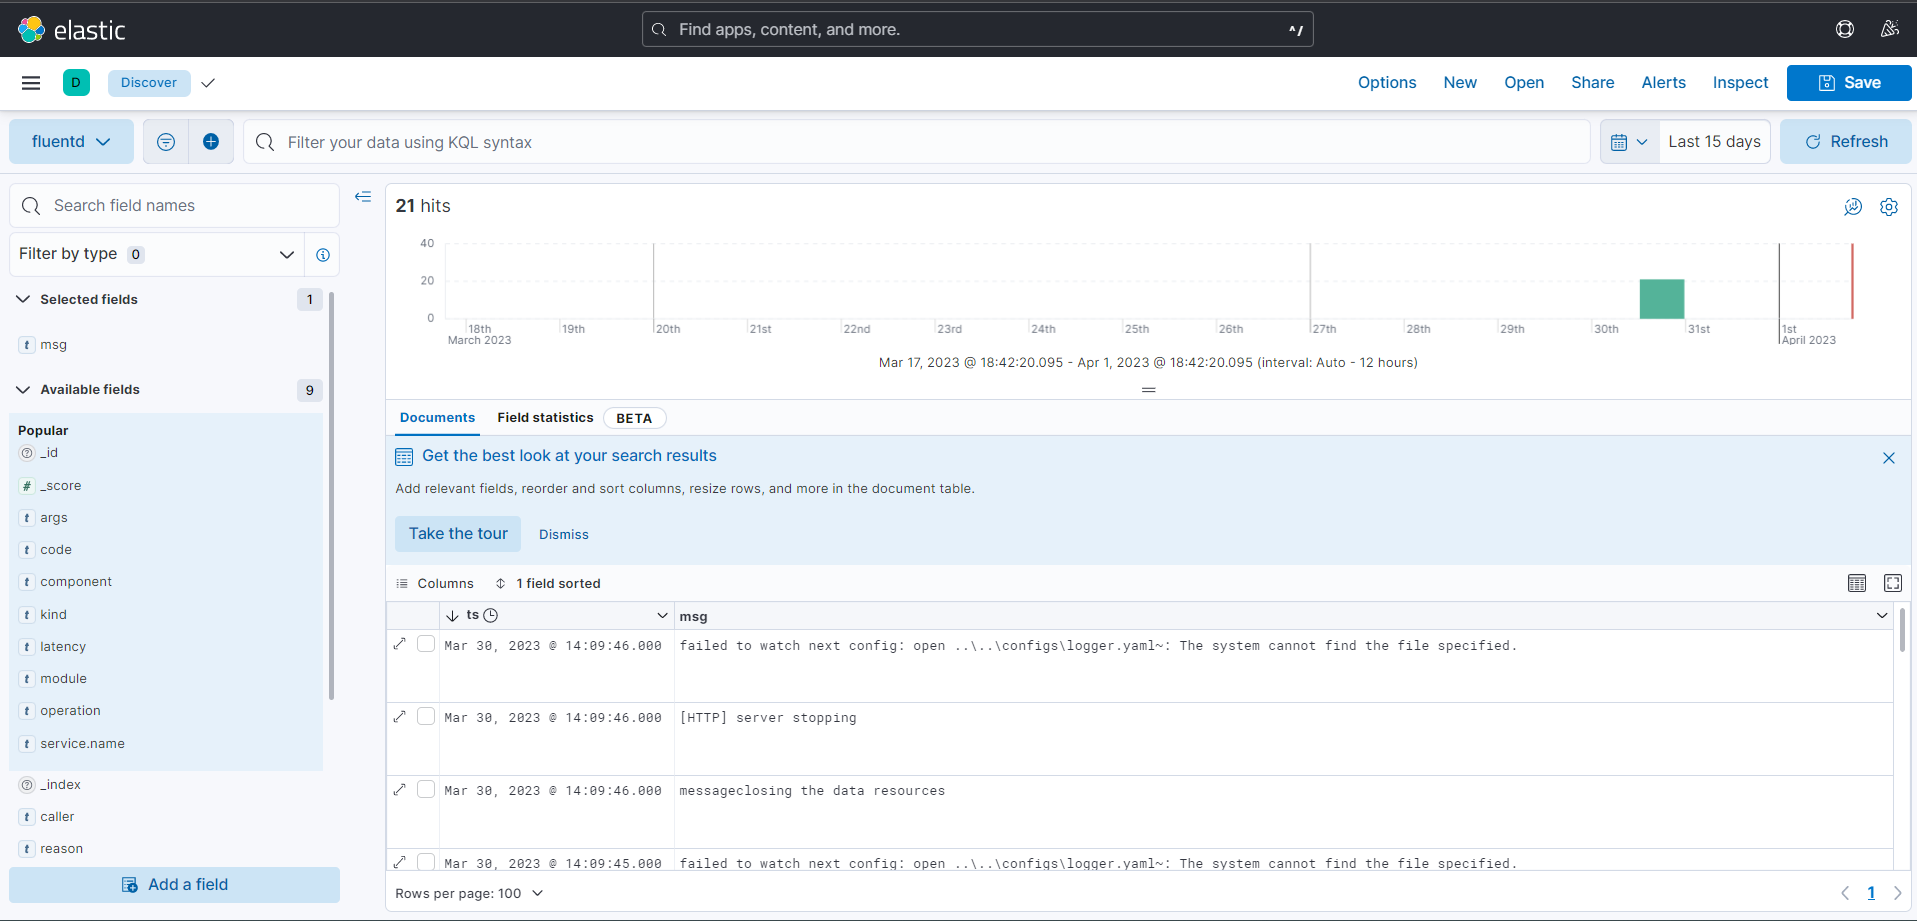 elastic
Find apps, content, and more.
^/
D
Discover
Options
New
Open
Share
Alerts
Inspect
Save
fluentd
Filter your data using KQL syntax
Last 15 days
Refresh
Search field names
Filter by type 0
Selected fields 1
t msg
Available fields 9
Popular
_id
# _score
t args
t code
t component
t kind
t latency
t module
t operation
t service.name
_index
t caller
t reason
Add a field
21 hits
40
20
0
18th
March 2023
19th
20th
21st
22nd
23rd
24th
25th
26th
27th
28th
29th
30th
31st
1st
April 2023
Mar 17, 2023 @ 18:42:20.095 - Apr 1, 2023 @ 18:42:20.095 (interval: Auto - 12 hours)
Documents
Field statistics
BETA
Get the best look at your search results
Add relevant fields, reorder and sort columns, resize rows, and more in the document table.
Take the tour
Dismiss
Columns
1 field sorted
ts
msg
Mar 30, 2023 @ 14:09:46.000 failed to watch next config: open ..\..\configs\logger.yaml~: The system cannot find the file specified.
Mar 30, 2023 @ 14:09:46.000 [HTTP] server stopping
Mar 30, 2023 @ 14:09:46.000 messageclosing the data resources
Mar 30, 2023 @ 14:09:45.000 failed to watch next config: open ..\..\configs\logger.yaml~: The system cannot find the file specified.
Rows per page: 100
1